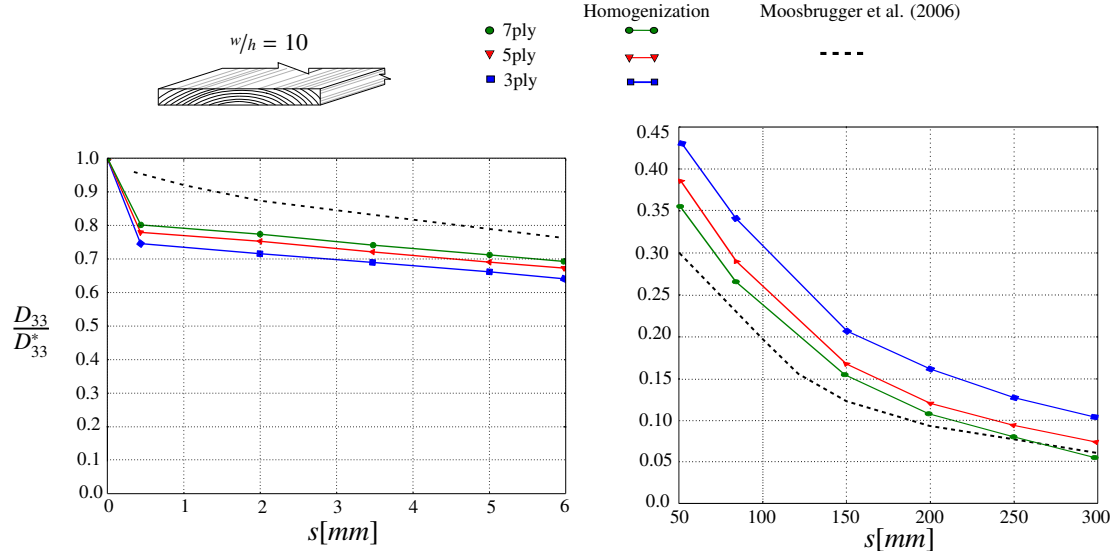 Homogenization Moosbrugger et al. (2006)
w/h = 10
7ply
5ply
3ply
D33
D*33
1.0
0.9
0.8
0.7
0.6
0.5
0.4
0.3
0.2
0.1
0.0
0 1 2 3 4 5 6
s[mm]
0.45
0.40
0.35
0.30
0.25
0.20
0.15
0.10
0.05
0.0
50 100 150 200 250 300
s[mm]